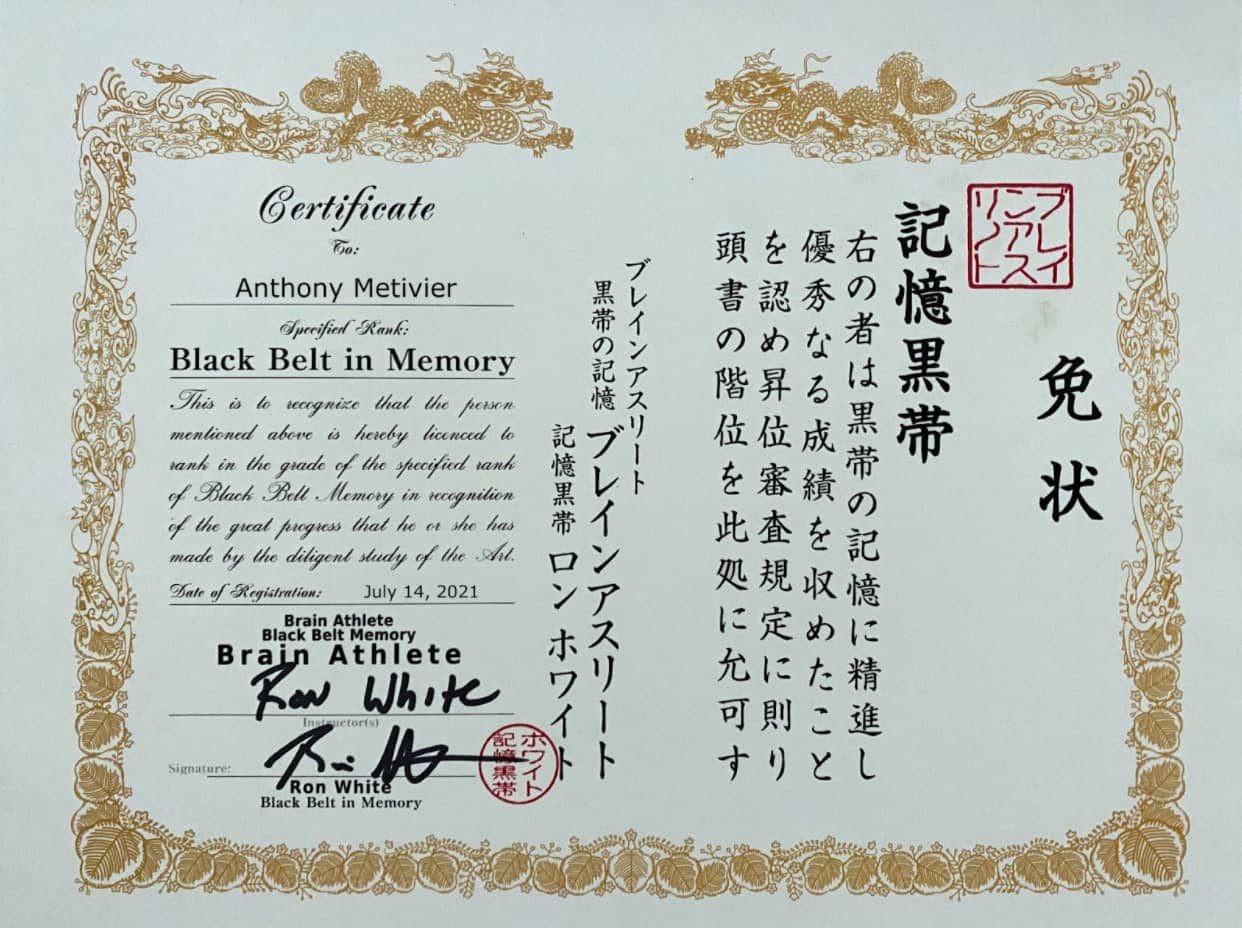 Certificate
To:
Anthony Metivier
Specified Rank:
Black Belt in Memory
This is to recognize that the person
mentioned above is hereby licenced to
rank in the grade of the specified rank
of Black Belt Memory in recognition
of the great progress that he or she has
made by the diligent study of the Art.
Date of Registration: July 14, 2021
Brain Athlete
Black Belt Memory
Brain Athlete
Ron White
Instructor(s)
Signature:
Ron White
Black Belt in Memory
免状
ブレイ
ンアス
リート
記憶黒帯
右の者は黒帯の記憶に精進し
優秀なる成績を収めたこと
を認め昇位審査規定に則り
頭書の階位を此処に允可す
ブレインアスリート
黒帯の記憶
ブレインアスリート
記憶黒帯 ロン ホワイト
ホワイト
記憶黒帯